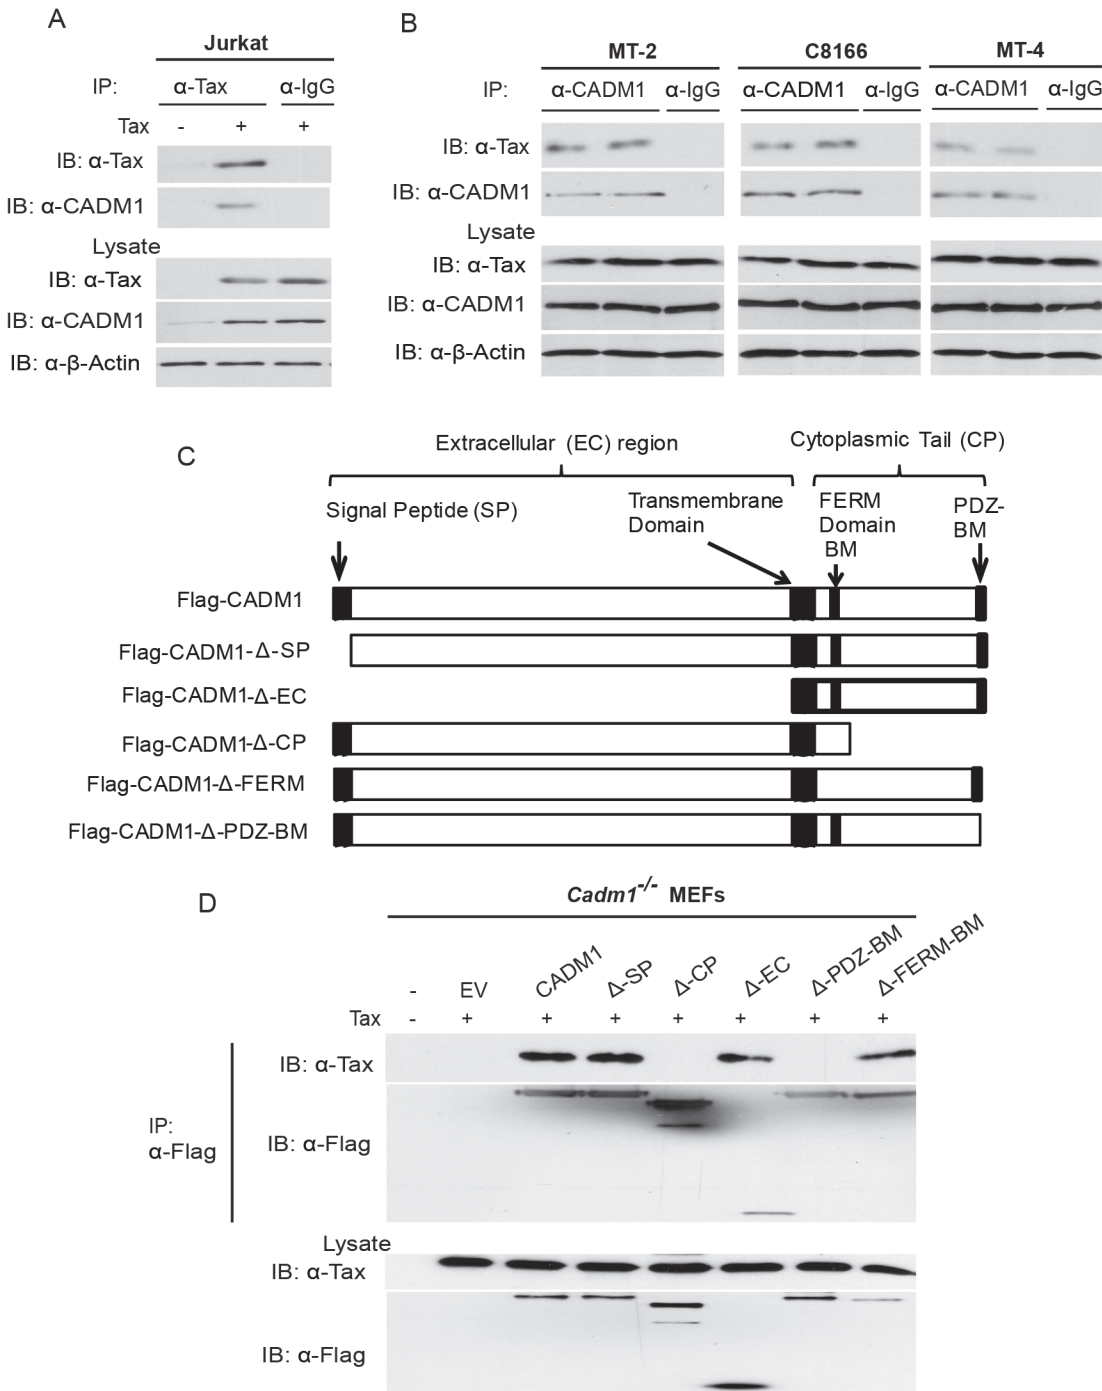 A
Jurkat
IP: α-Tax α-IgG
Tax - + +
IB: α-Tax
IB: α-CADM1
Lysate
IB: α-Tax
IB: α-CADM1
IB: α-β-Actin
B
MT-2 C8166 MT-4
IP: α-CADM1 α-IgG α-CADM1 α-IgG α-CADM1 α-IgG
IB: α-Tax
IB: α-CADM1
Lysate
IB: α-Tax
IB: α-CADM1
IB: α-β-Actin
C
Extracellular (EC) region
Cytoplasmic Tail (CP)
Signal Peptide (SP)
Transmembrane
Domain
FERM
Domain
BM
PDZ-
BM
Flag-CADM1
Flag-CADM1-Δ-SP
Flag-CADM1-Δ-EC
Flag-CADM1-Δ-CP
Flag-CADM1-Δ-FERM
Flag-CADM1-Δ-PDZ-BM
D
Cadm1-/- MEFs
- EV CADM1 Δ-SP Δ-CP Δ-EC Δ-PDZ-BM Δ-FERM-BM
Tax - + + + + + + +
IP:
α-Flag
IB: α-Tax
IB: α-Flag
Lysate
IB: α-Tax
IB: α-Flag